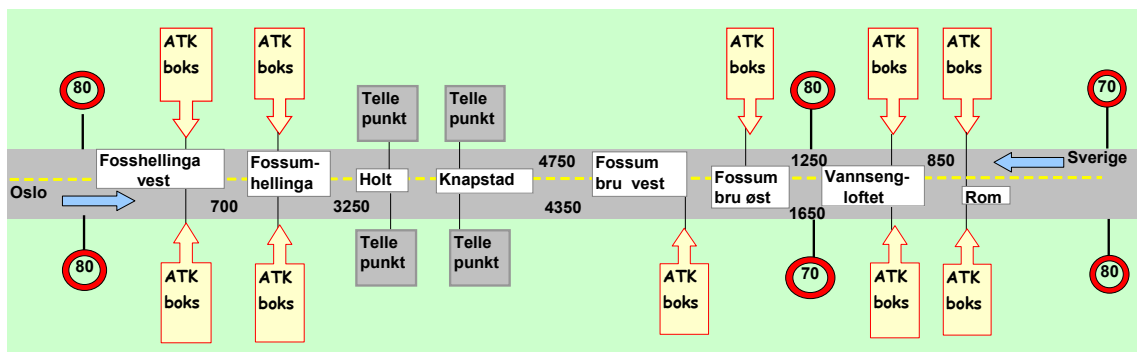 ATK
boks
ATK
boks
ATK
boks
ATK
boks
ATK
boks
80
80
70
Telle
punkt
Telle
punkt
Fosshellinga
vest
Fossum-
hellinga
Holt
Knapstad
4750
Fossum
bru vest
Fossum
bru øst
1250
Vannseng-
loftet
850
Rom
Sverige
Oslo
700
3250
4350
1650
Telle
punkt
Telle
punkt
80
70
80
ATK
boks
ATK
boks
ATK
boks
ATK
boks
ATK
boks